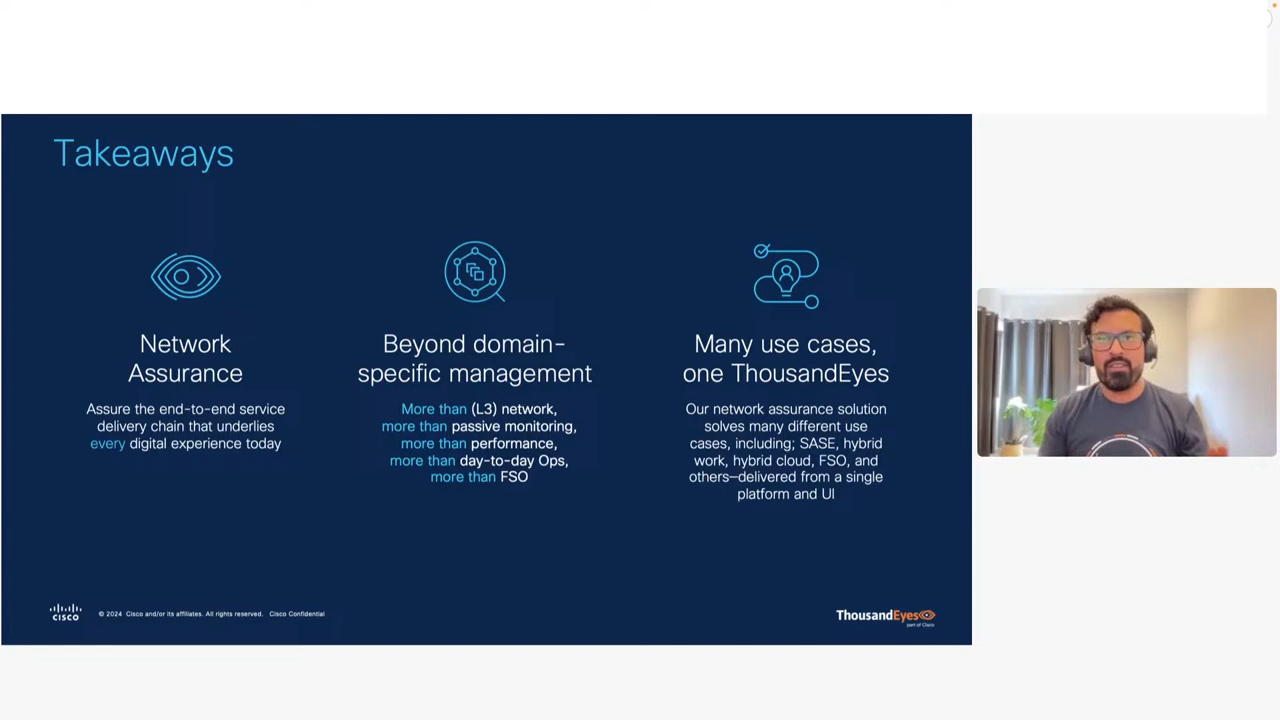 Takeaways
Network
Assurance
Assure the end-to-end service
delivery chain that underlies
every digital experience today
Beyond domain-
specific management
More than (L3) network,
more than passive monitoring,
more than performance,
more than day-to-day Ops,
more than FSO
Many use cases,
one ThousandEyes
Our network assurance solution
solves many different use
cases, including; SASE, hybrid
work, hybrid cloud, FSO, and
others—delivered from a single
platform and UI
CISCO
© 2024 Cisco and/or its affiliates. All rights reserved. Cisco Confidential
ThousandEyes
part of Cisco